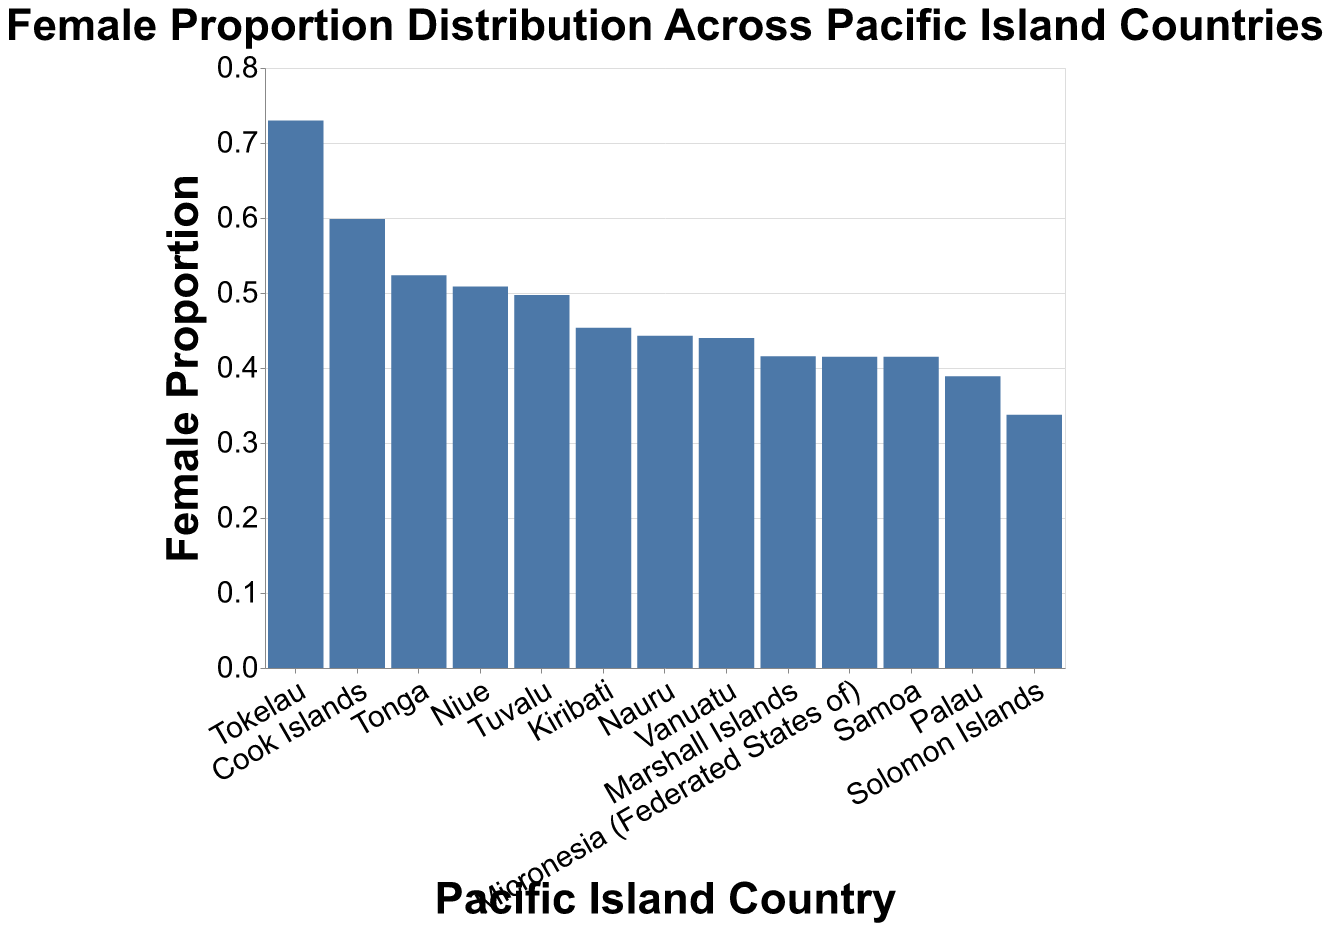 Female Proportion Distribution Across Pacific Island Countries
Female Proportion
0.8
0.7
0.6
0.5
0.4
0.3
0.2
0.1
0.0
Tokelau
Cook Islands
Tonga
Niue
Tuvalu
Kiribati
Nauru
Vanuatu
Marshall Islands
Micronesia (Federated States of)
Samoa
Palau
Solomon Islands
Pacific Island Country